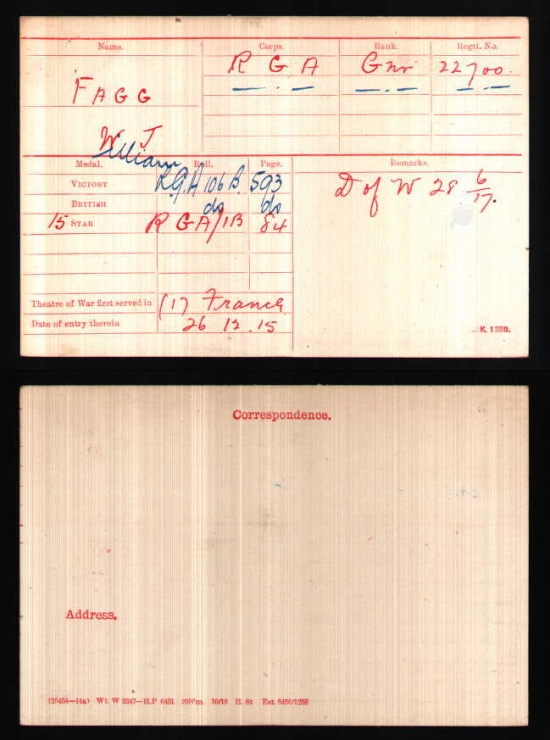 Name. Corps. Rank. Regtl. No.
R G A Gnr 22700.
FAGG — " — — " — — " —
W J
William
Medal. Roll. Page. Remarks.
VICTORY R.G.A 106 B. 593 D of W 28 6/17.
BRITISH do do
15 STAR R GA/1B 84
Theatre of War first served in (1) France
Date of entry therein 26 12.15
K. 1380.
Correspondence.
Address.